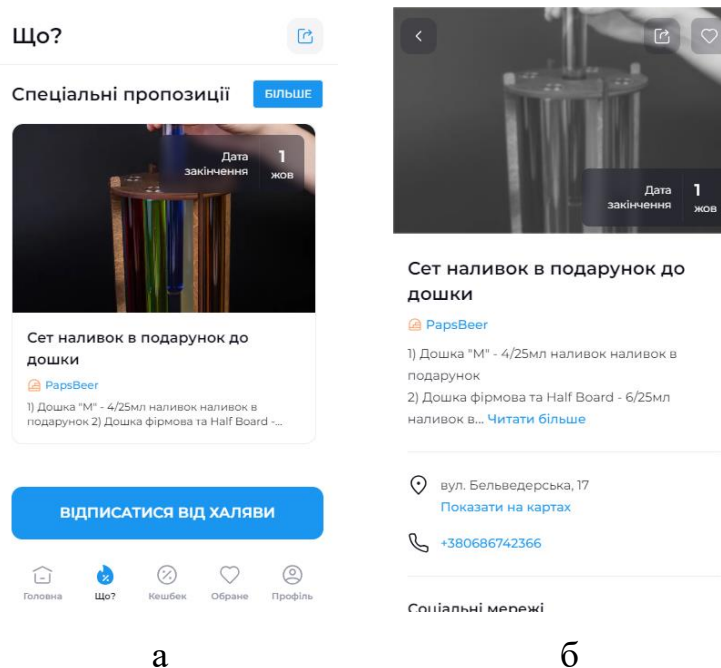 Що?
Спеціальні пропозиції
БІЛЬШЕ
Дата
закінчення
1
жов
Сет наливок в подарунок до
дошки
PapsBeer
1) Дошка "М" - 4/25мл наливок наливок в
подарунок 2) Дошка фірмова та Half Board -...
ВІДПИСАТИСЯ ВІД ХАЛЯВИ
Головна
Що?
Кешбек
Обране
Профіль
а
Дата
закінчення
1
жов
Сет наливок в подарунок до
дошки
PapsBeer
1) Дошка "М" - 4/25мл наливок наливок в
подарунок
2) Дошка фірмова та Half Board - 6/25мл
наливок в... Читати більше
вул. Бельведерська, 17
Показати на картах
+380686742366
Соціальні мережі
б